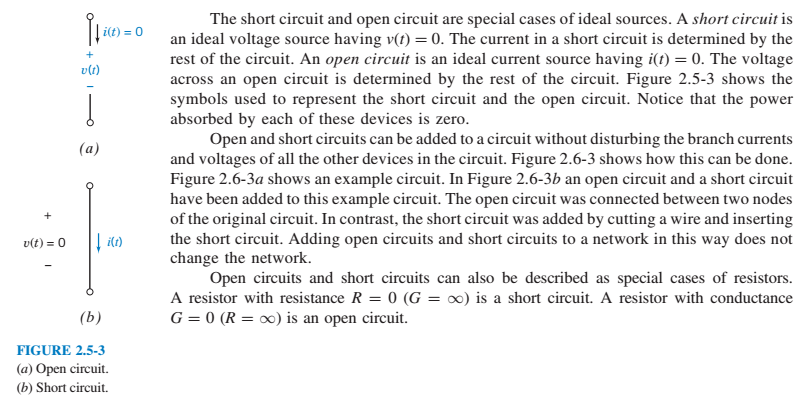 i(t) = 0
+
v(t)
–
(a)
+
v(t) = 0
i(t)
–
(b)
FIGURE 2.5-3
(a) Open circuit.
(b) Short circuit.
The short circuit and open circuit are special cases of ideal sources. A short circuit is
an ideal voltage source having v(t) = 0. The current in a short circuit is determined by the
rest of the circuit. An open circuit is an ideal current source having i(t) = 0. The voltage
across an open circuit is determined by the rest of the circuit. Figure 2.5-3 shows the
symbols used to represent the short circuit and the open circuit. Notice that the power
absorbed by each of these devices is zero.
Open and short circuits can be added to a circuit without disturbing the branch currents
and voltages of all the other devices in the circuit. Figure 2.6-3 shows how this can be done.
Figure 2.6-3a shows an example circuit. In Figure 2.6-3b an open circuit and a short circuit
have been added to this example circuit. The open circuit was connected between two nodes
of the original circuit. In contrast, the short circuit was added by cutting a wire and inserting
the short circuit. Adding open circuits and short circuits to a network in this way does not
change the network.
Open circuits and short circuits can also be described as special cases of resistors.
A resistor with resistance R = 0 (G = ∞) is a short circuit. A resistor with conductance
G = 0 (R = ∞) is an open circuit.